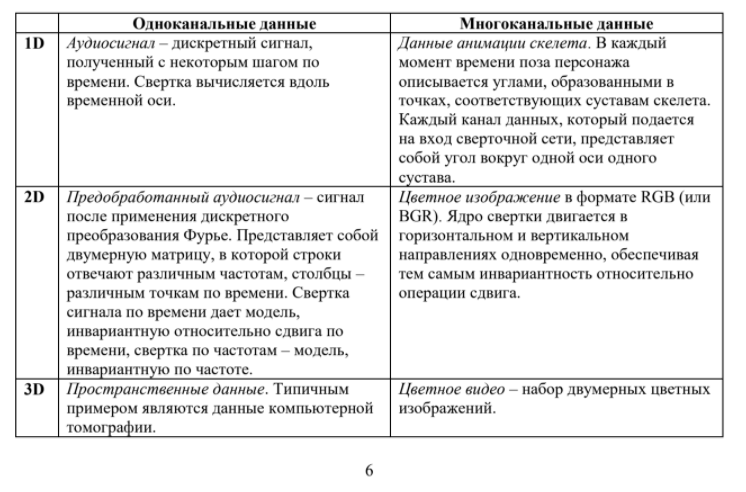 Одноканальные данные
Многоканальные данные
1D
Аудиосигнал – дискретный сигнал,
полученный с некоторым шагом по
времени. Свертка вычисляется вдоль
временной оси.
Данные анимации скелета. В каждый
момент времени поза персонажа
описывается углами, образованными в
точках, соответствующих суставам скелета.
Каждый канал данных, который подается
на вход сверточной сети, представляет
собой угол вокруг одной оси одного
сустава.
2D
Предобработанный аудиосигнал – сигнал
после применения дискретного
преобразования Фурье. Представляет собой
двумерную матрицу, в которой строки
отвечают различным частотам, столбцы –
различным точкам по времени. Свертка
сигнала по времени дает модель,
инвариантную относительно сдвига по
времени, свертка по частотам – модель,
инвариантную по частоте.
Цветное изображение в формате RGB (или
BGR). Ядро свертки двигается в
горизонтальном и вертикальном
направлениях одновременно, обеспечивая
тем самым инвариантность относительно
операции сдвига.
3D
Пространственные данные. Типичным
примером являются данные компьютерной
томографии.
Цветное видео – набор двумерных цветных
изображений.
6